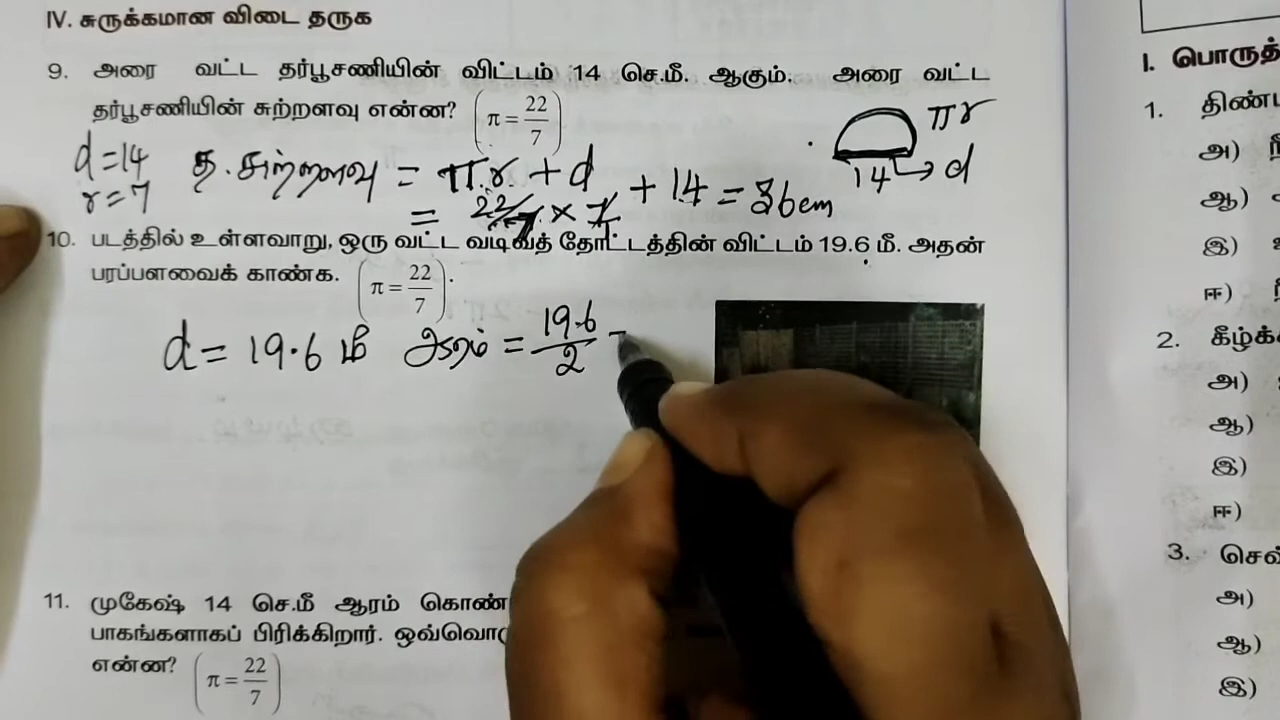 IV. சுருக்கமான விடை தருக
9. அரை வட்ட தர்பூசணியின் விட்டம் 14 செ.மீ. ஆகும். அரை வட்ட
தர்பூசணியின் சுற்றளவு என்ன? (π = 22/7)
πr
14 → d
d = 14 த. சுற்றளவு = π.r. + d
r = 7
= 22/7 × 7 + 14 = 36cm
10. படத்தில் உள்ளவாறு, ஒரு வட்ட வடிவத் தோட்டத்தின் விட்டம் 19.6 மீ. அதன்
பரப்பளவைக் காண்க. (π = 22/7).
d = 19.6 மீ ஆரம் = 19.6/2 =
11. முகேஷ் 14 செ.மீ ஆரம் கொண்
பாகங்களாகப் பிரிக்கிறார். ஒவ்வொரு
என்ன? (π = 22/7)
I. பொருத்
1. திண்ம
அ)
ஆ)
இ)
ஈ)
2. கீழ்க்க
அ)
ஆ)
இ)
ஈ)
3. செவ்
அ)
ஆ)
இ)